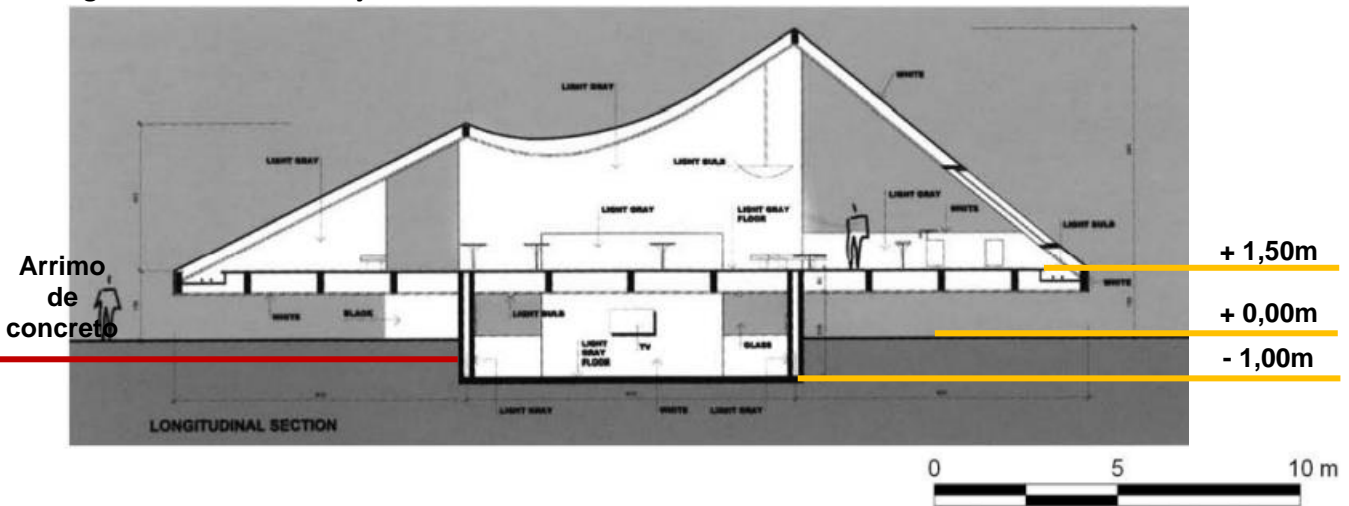 WHITE
LIGHT GRAY
LIGHT GRAY
LIGHT BULB
LIGHT GRAY
LIGHT GRAY
LIGHT GRAY
FLOOR
WHITE
LIGHT BULB
Arrimo
de
concreto
+ 1,50m
WHITE
+ 0,00m
WHITE
BLACK
LIGHT BULB
LIGHT
GRAY
FLOOR
TV
GLASS
- 1,00m
LIGHT GRAY
WHITE
LIGHT GRAY
LONGITUDINAL SECTION
0 5 10 m